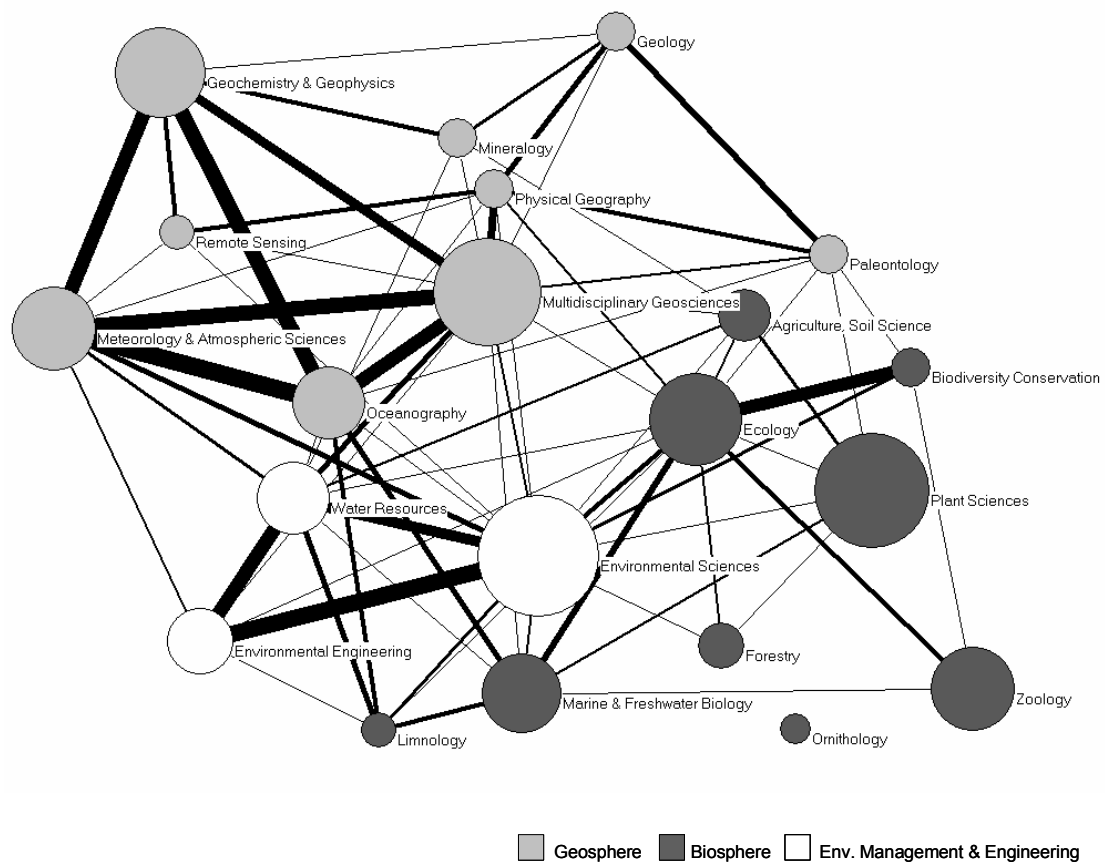 Geology
Geochemistry & Geophysics
Mineralogy
Physical Geography
Remote Sensing
Paleontology
Multidisciplinary Geosciences
Agriculture, Soil Science
Meteorology & Atmospheric Sciences
Biodiversity Conservation
Oceanography
Ecology
Plant Sciences
Water Resources
Environmental Sciences
Environmental Engineering
Forestry
Marine & Freshwater Biology
Zoology
Limnology
Ornithology
Geosphere Biosphere Env. Management & Engineering